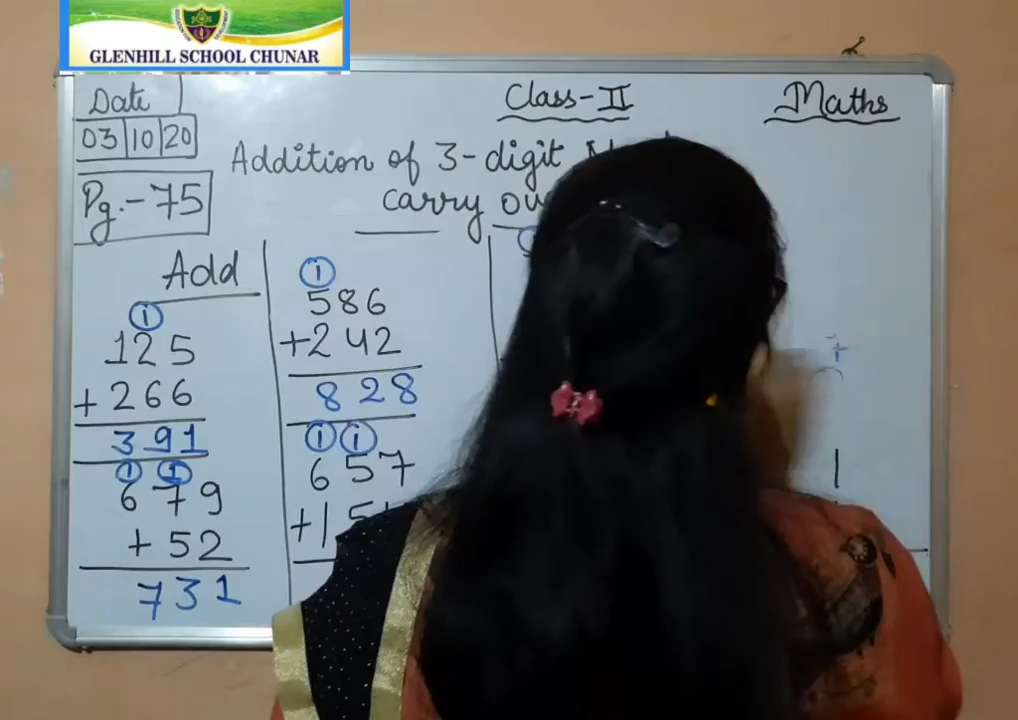 GLENHILL SCHOOL CHUNAR
Date
03|10|20
Pg.-75
Class-II
Maths
Addition of 3-digit
carry
Add
1
125
+ 266
391
1 1
679
+ 52
731
1
586
+242
828
1 1
657
+15